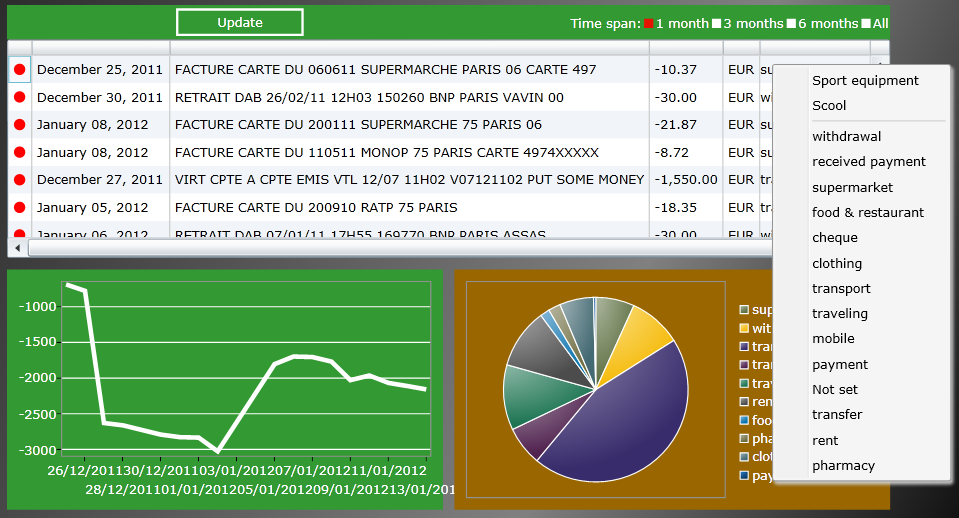 Update
Time span: 1 month 3 months 6 months All
December 25, 2011 FACTURE CARTE DU 060611 SUPERMARCHE PARIS 06 CARTE 497 -10.37 EUR su
December 30, 2011 RETRAIT DAB 26/02/11 12H03 150260 BNP PARIS VAVIN 00 -30.00 EUR wi
January 08, 2012 FACTURE CARTE DU 200111 SUPERMARCHE 75 PARIS 06 -21.87 EUR su
January 08, 2012 FACTURE CARTE DU 110511 MONOP 75 PARIS CARTE 4974XXXXX -8.72 EUR su
December 27, 2011 VIRT CPTE A CPTE EMIS VTL 12/07 11H02 V07121102 PUT SOME MONEY -1,550.00 EUR tr
January 05, 2012 FACTURE CARTE DU 200910 RATP 75 PARIS -18.35 EUR tr
January 06, 2012 RETRAIT DAB 07/01/11 17H55 169770 BNP PARIS ASSAS -30.00 EUR wi
Sport equipment
Scool
withdrawal
received payment
supermarket
food & restaurant
cheque
clothing
transport
traveling
mobile
payment
Not set
transfer
rent
pharmacy
-1000
-1500
-2000
-2500
-3000
26/12/2011 30/12/2011 03/01/2012 07/01/2012 11/01/2012
28/12/2011 01/01/2012 05/01/2012 09/01/2012 13/01/201
sup
wit
tra
tra
tra
ren
foo
pha
clo
pay